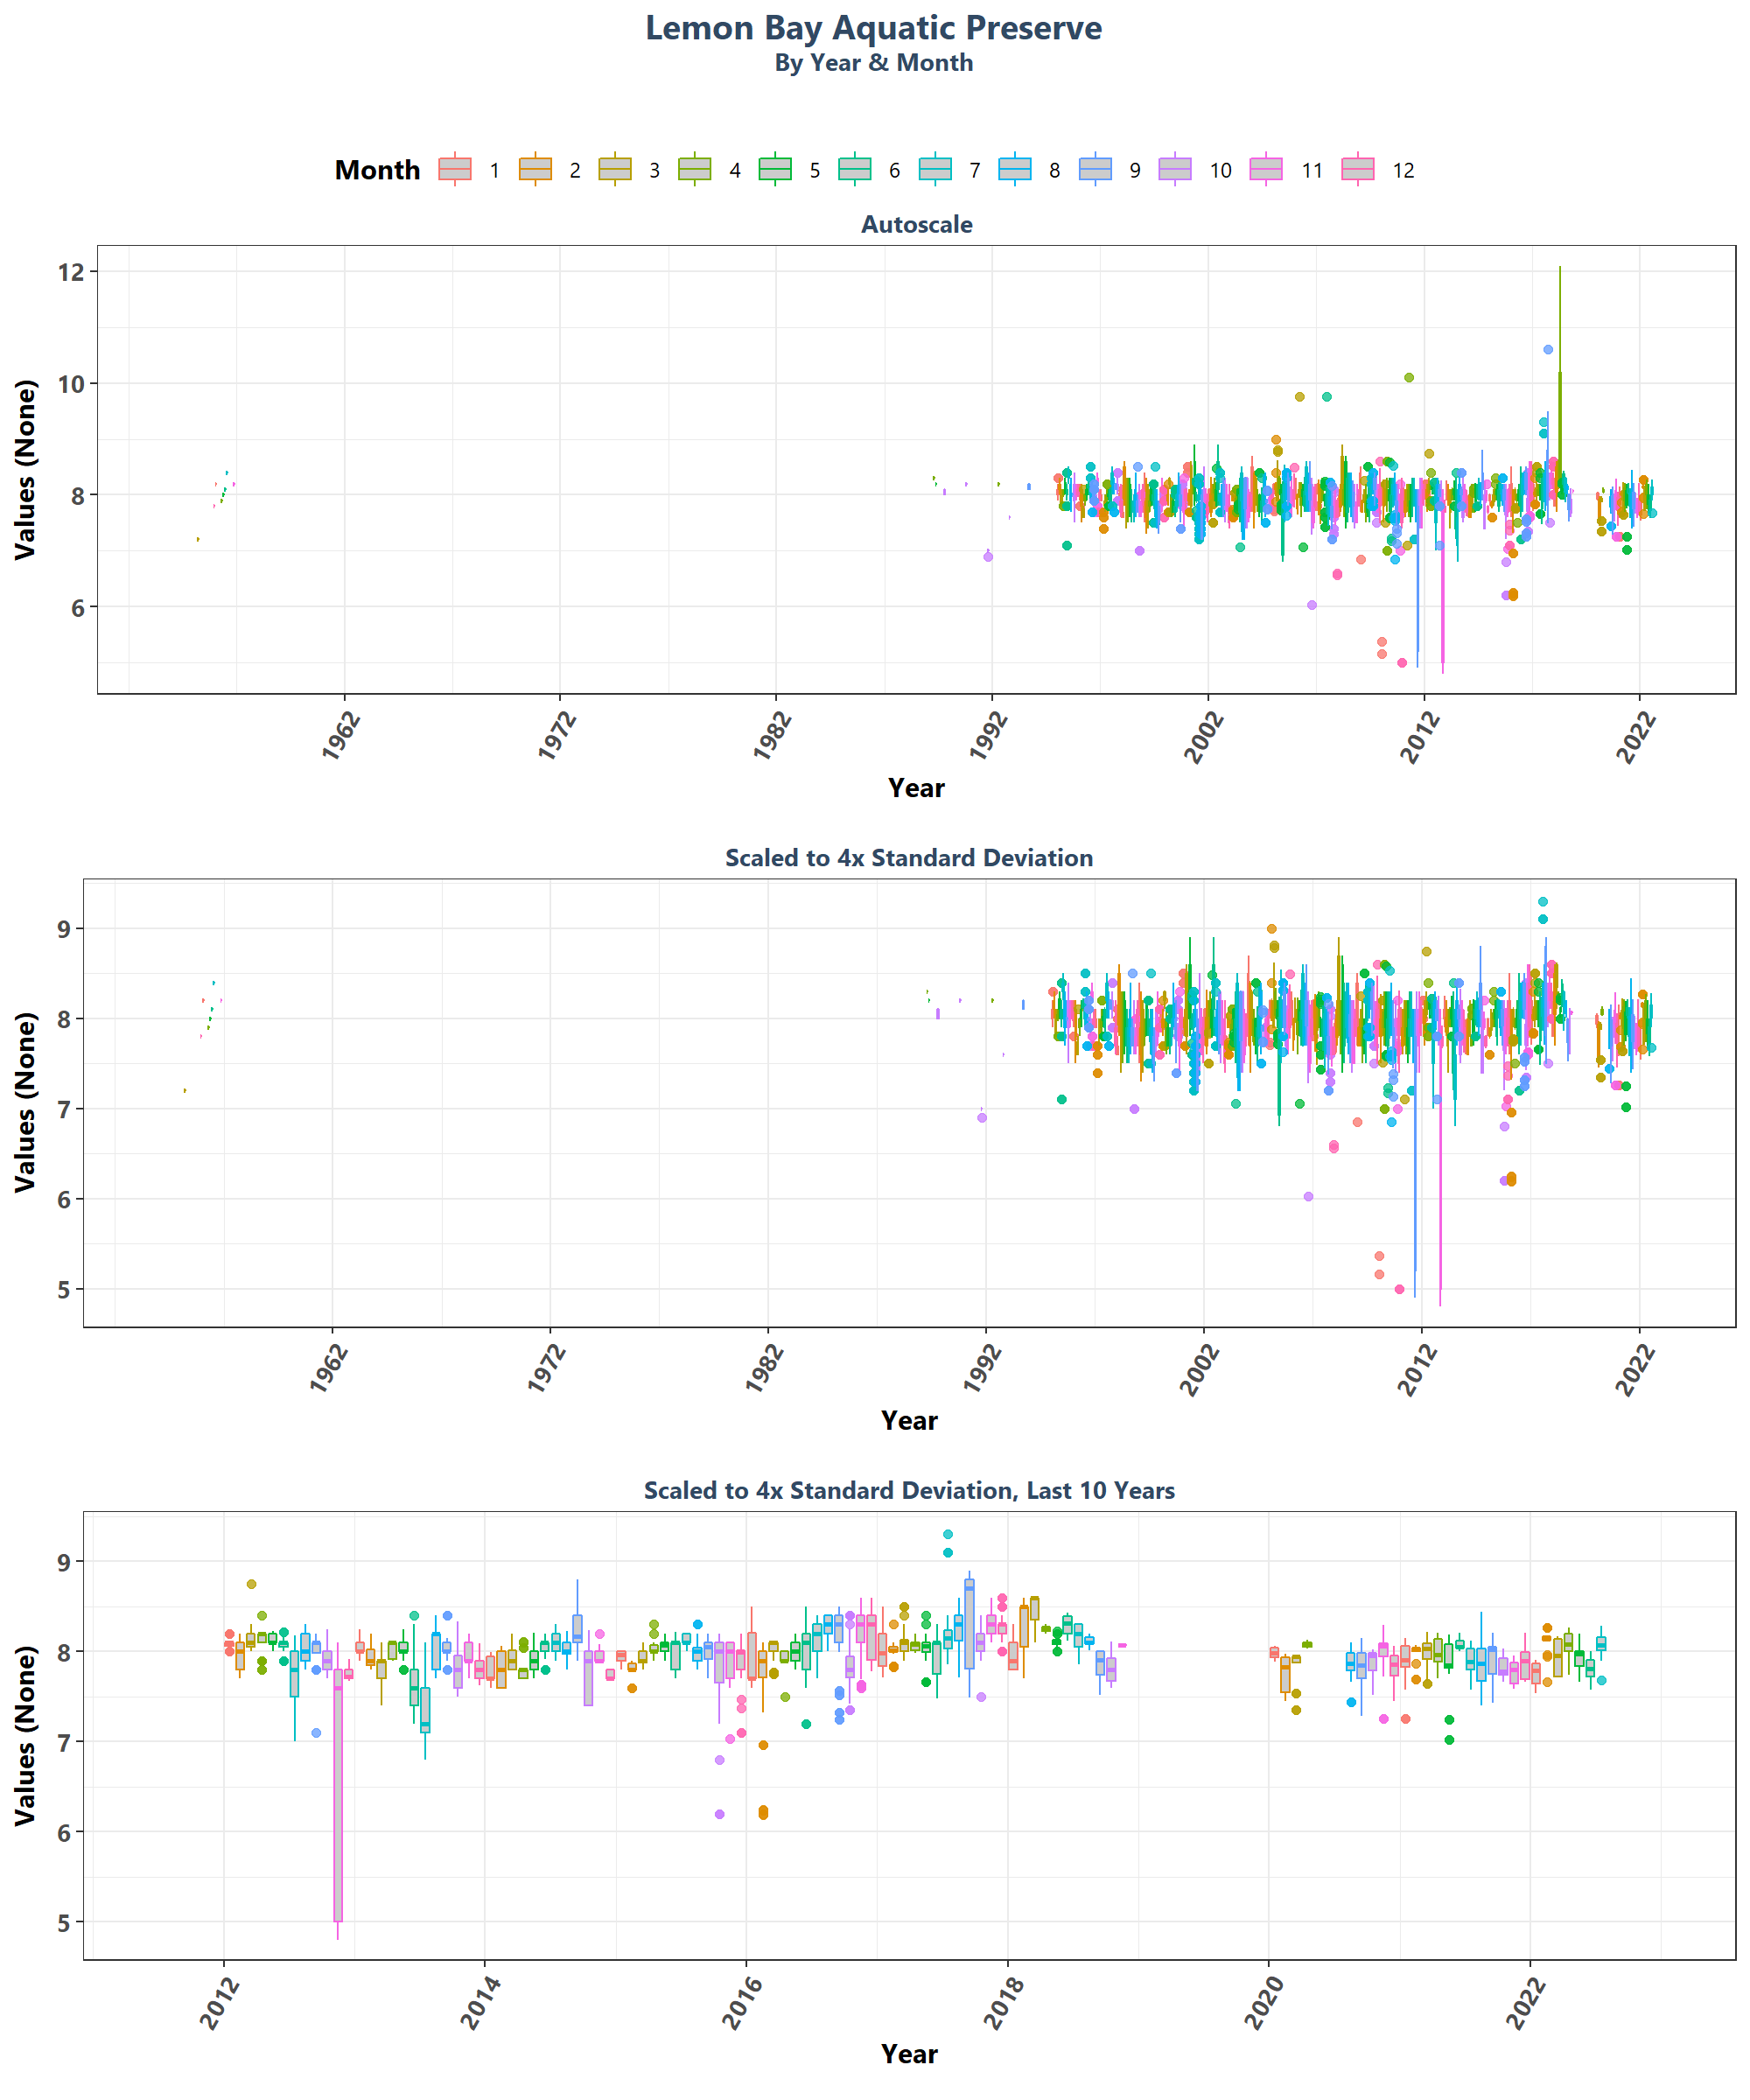 Lemon Bay Aquatic Preserve
By Year & Month
Month 1 2 3 4 5 6 7 8 9 10 11 12
Autoscale
Values (None)
12
10
8
6
1962 1972 1982 1992 2002 2012 2022
Year
Scaled to 4x Standard Deviation
Values (None)
9
8
7
6
5
1962 1972 1982 1992 2002 2012 2022
Year
Scaled to 4x Standard Deviation, Last 10 Years
Values (None)
9
8
7
6
5
2012 2014 2016 2018 2020 2022
Year